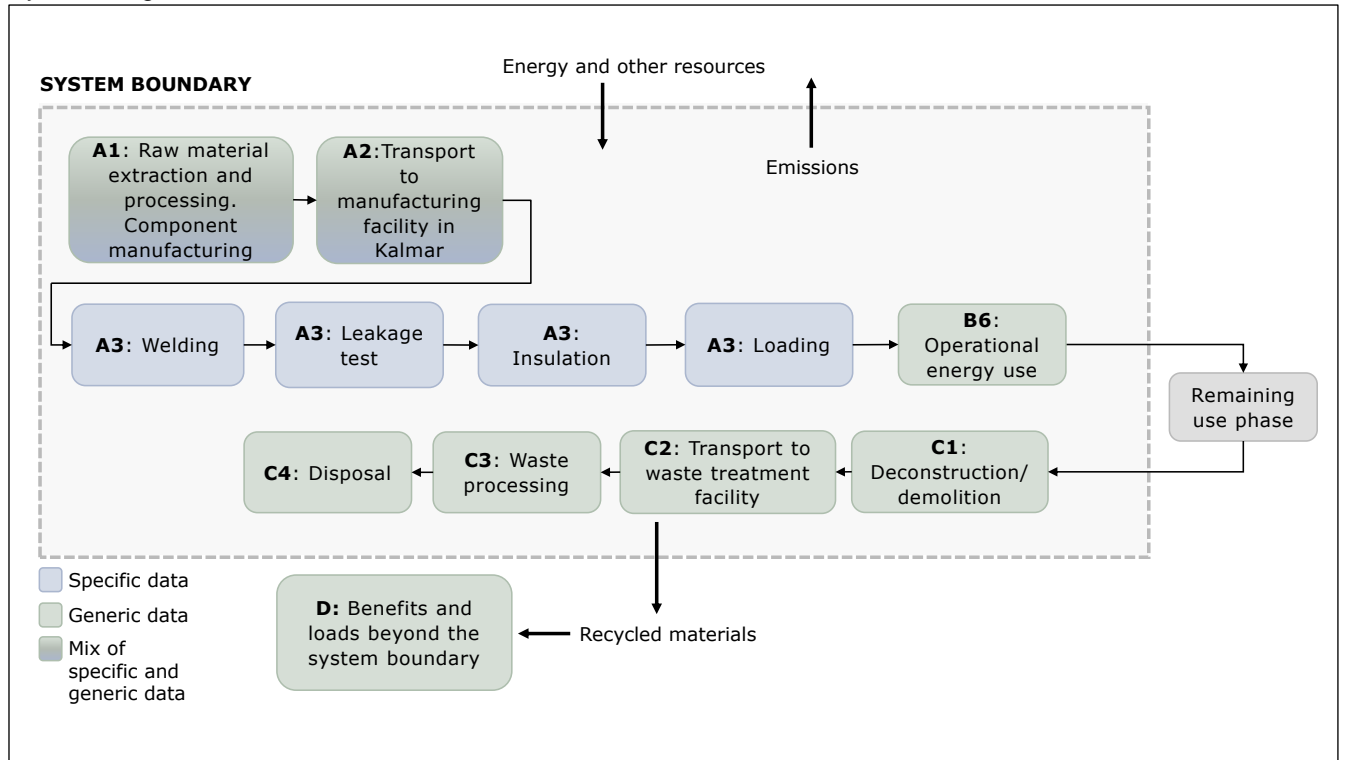 Energy and other resources
SYSTEM BOUNDARY
Emissions
A1: Raw material
extraction and
processing.
Component
manufacturing
A2:Transport
to
manufacturing
facility in
Kalmar
A3: Welding
A3: Leakage
test
A3:
Insulation
A3: Loading
B6:
Operational
energy use
Remaining
use phase
C1:
Deconstruction/
demolition
C2: Transport to
waste treatment
facility
C3: Waste
processing
C4: Disposal
Specific data
Generic data
Mix of
specific and
generic data
D: Benefits and
loads beyond the
system boundary
Recycled materials